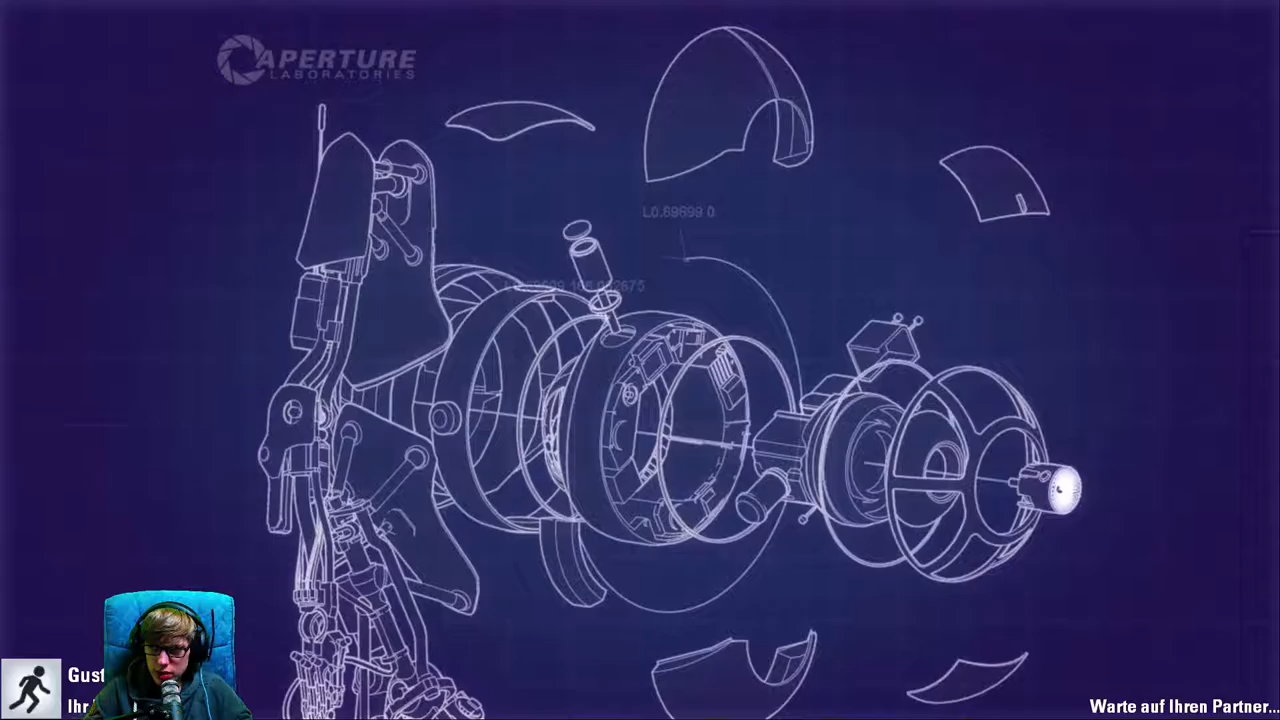 APERTURE
LABORATORIES
L0.69699 0
Gust
Ihr
Warte auf Ihren Partner...